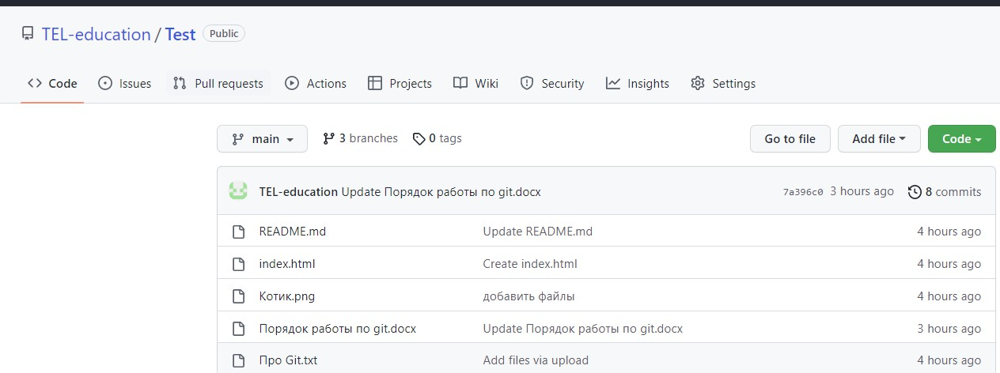 TEL-education / Test Public
Code Issues Pull requests Actions Projects Wiki Security Insights Settings
main 3 branches 0 tags Go to file Add file Code
TEL-education Update Порядок работы по git.docx 7a396c0 3 hours ago 8 commits
README.md Update README.md 4 hours ago
index.html Create index.html 4 hours ago
Котик.png добавить файлы 4 hours ago
Порядок работы по git.docx Update Порядок работы по git.docx 3 hours ago
Про Git.txt Add files via upload 4 hours ago